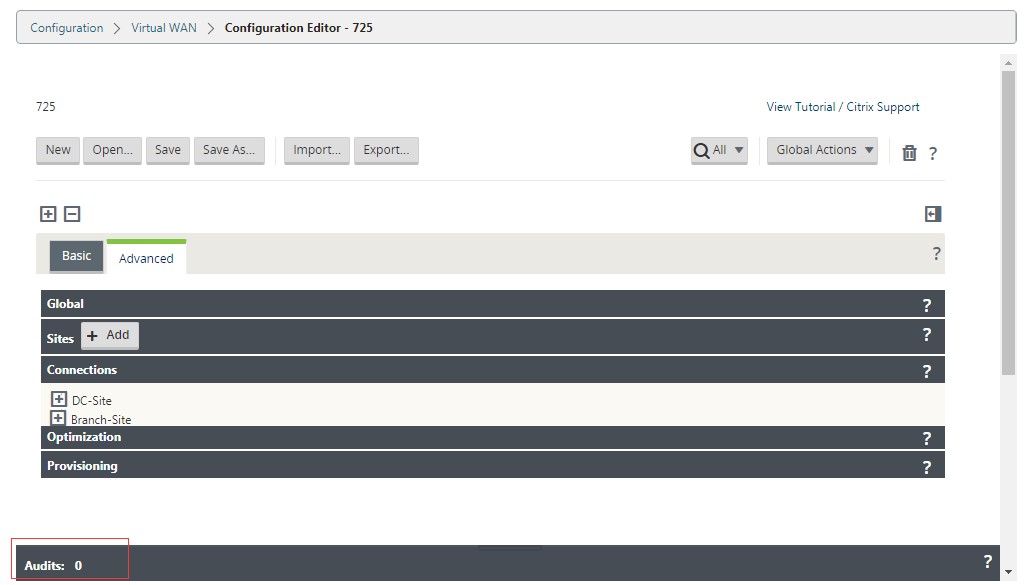 Configuration > Virtual WAN > Configuration Editor - 725
725 View Tutorial / Citrix Support
New Open... Save Save As... Import... Export... All Global Actions ?
Basic Advanced ?
Global ?
Sites + Add ?
Connections ?
DC-Site
Branch-Site
Optimization ?
Provisioning ?
Audits: 0 ?